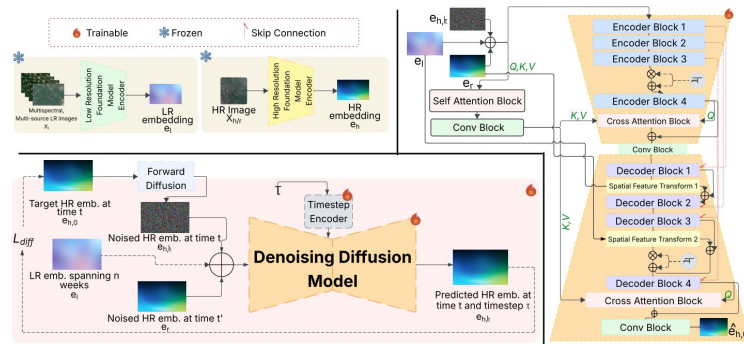 Trainable
Frozen
Skip Connection
Multispectral,
Multi-source LR images
x_l
Low Resolution
Foundation
Model
Encoder
LR
embedding
e_l
HR Image
X_h/r
High Resolution
Foundation
Model
Encoder
HR
embedding
e_h
Target HR emb. at
time t
e_h,0
Forward
Diffusion
Noised HR emb. at time t
e_h,t̃
L_diff
LR emb. spanning n
weeks
e_l
Noised HR emb. at time t'
e_r
τ
Timestep
Encoder
Denoising Diffusion
Model
Predicted HR emb. at
time t and timestep τ
e_h,t̃
e_h,t̃
e_l
e_r
Q,K,V
Self Attention Block
Conv Block
Encoder Block 1
Encoder Block 2
Encoder Block 3
Encoder Block 4
K,V
Cross Attention Block
Q
Conv Block
Decoder Block 1
Spatial Feature Transform 1
Decoder Block 2
Decoder Block 3
Spatial Feature Transform 2
K,V
Decoder Block 4
Q
Cross Attention Block
Conv Block
ê_h,0